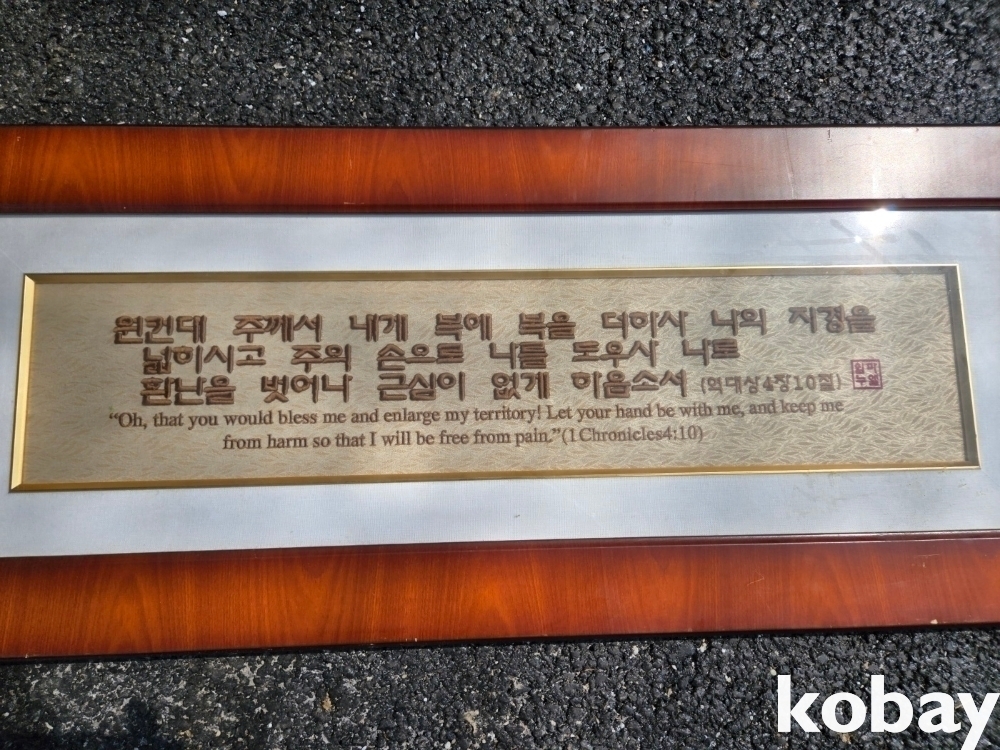 원컨대 주께서 내게 복에 복을 더하사 나의 지경을
넓히시고 주의 손으로 나를 도우사 나로
환난을 벗어나 근심이 없게 하옵소서 (역대상4장10절)
“Oh, that you would bless me and enlarge my territory! Let your hand be with me, and keep me
from harm so that I will be free from pain.”(1Chronicles4:10)
kobay